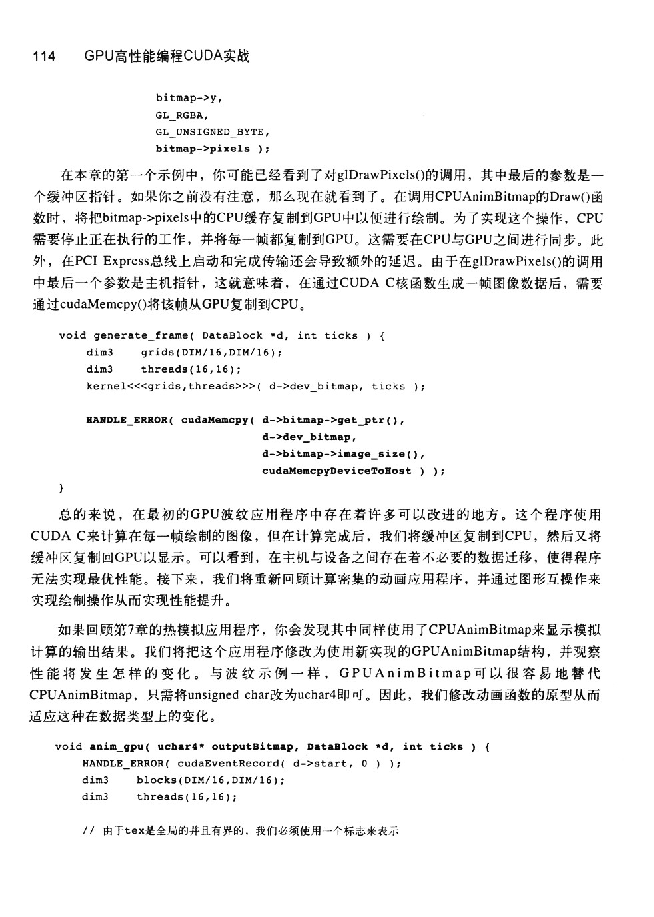 114 GPU高性能编程CUDA实战
bitmap->y,
GL_RGBA,
GL_UNSIGNED_BYTE,
bitmap->pixels );
在本章的第一个示例中，你可能已经看到了对glDrawPixels()的调用，其中最后的参数是一
个缓冲区指针。如果你之前没有注意，那么现在就看到了。在调用CPUAnimBitmap的Draw()函
数时，将把bitmap->pixels中的CPU缓存复制到GPU中以便进行绘制。为了实现这个操作，CPU
需要停止正在执行的工作，并将每一帧都复制到GPU。这需要在CPU与GPU之间进行同步。此
外，在PCI Express总线上启动和完成传输还会导致额外的延迟。由于在glDrawPixels()的调用
中最后一个参数是主机指针，这就意味着，在通过CUDA C核函数生成一帧图像数据后，需要
通过cudaMemcpy()将该帧从GPU复制到CPU。
void generate_frame( DataBlock *d, int ticks ) {
dim3 grids(DIM/16,DIM/16);
dim3 threads(16,16);
kernel<<<grids,threads>>>( d->dev_bitmap, ticks );
HANDLE_ERROR( cudaMemcpy( d->bitmap->get_ptr(),
d->dev_bitmap,
d->bitmap->image_size(),
cudaMemcpyDeviceToHost ) );
}
总的来说，在最初的GPU波纹应用程序中存在着许多可以改进的地方。这个程序使用
CUDA C来计算在每一帧绘制的图像，但在计算完成后，我们将缓冲区复制到CPU，然后又将
缓冲区复制回GPU以显示。可以看到，在主机与设备之间存在着不必要的数据迁移，使得程序
无法实现最优性能。接下来，我们将重新回顾计算密集的动画应用程序，并通过图形互操作来
实现绘制操作从而实现性能提升。
如果回顾第7章的热模拟应用程序，你会发现其中同样使用了CPUAnimBitmap来显示模拟
计算的输出结果。我们将把这个应用程序修改为使用新实现的GPUAnimBitmap结构，并观察
性能将发生怎样的变化。与波纹示例一样，GPUAnimBitmap可以很容易地替代
CPUAnimBitmap，只需将unsigned char改为uchar4即可。因此，我们修改动画函数的原型从而
适应这种在数据类型上的变化。
void anim_gpu( uchar4* outputBitmap, DataBlock *d, int ticks ) {
HANDLE_ERROR( cudaEventRecord( d->start, 0 ) );
dim3 blocks(DIM/16,DIM/16);
dim3 threads(16,16);
// 由于tex是全局的并且有界的，我们必须使用一个标志来表示